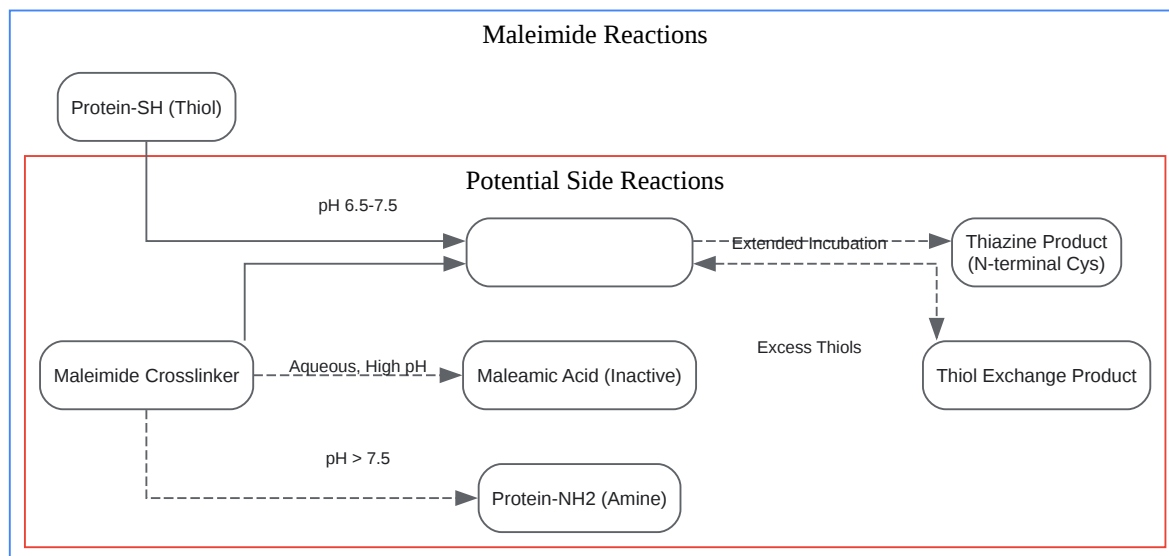 Maleimide Reactions
Protein-SH (Thiol)
Potential Side Reactions
pH 6.5-7.5
Extended Incubation
Thiazine Product
(N-terminal Cys)
Excess Thiols
Maleimide Crosslinker
Aqueous, High pH
Maleamic Acid (Inactive)
Thiol Exchange Product
pH > 7.5
Protein-NH2 (Amine)